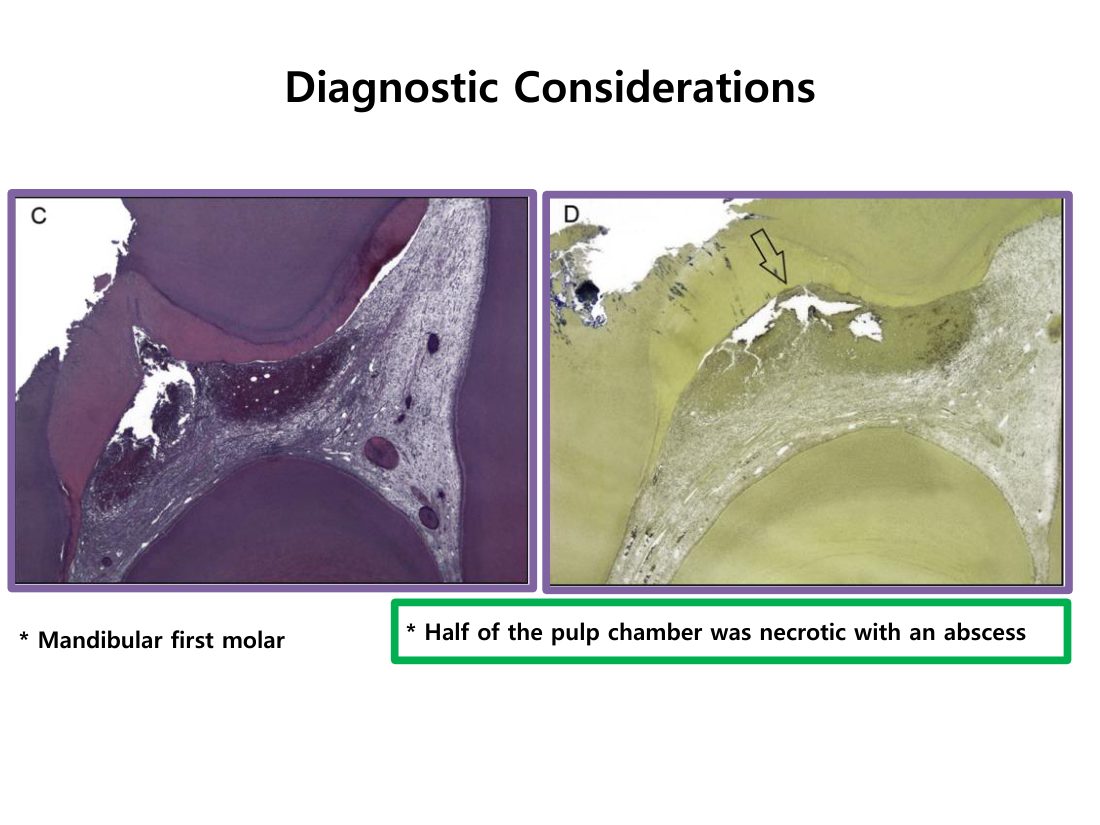 Diagnostic Considerations
C
D
* Mandibular first molar
* Half of the pulp chamber was necrotic with an abscess